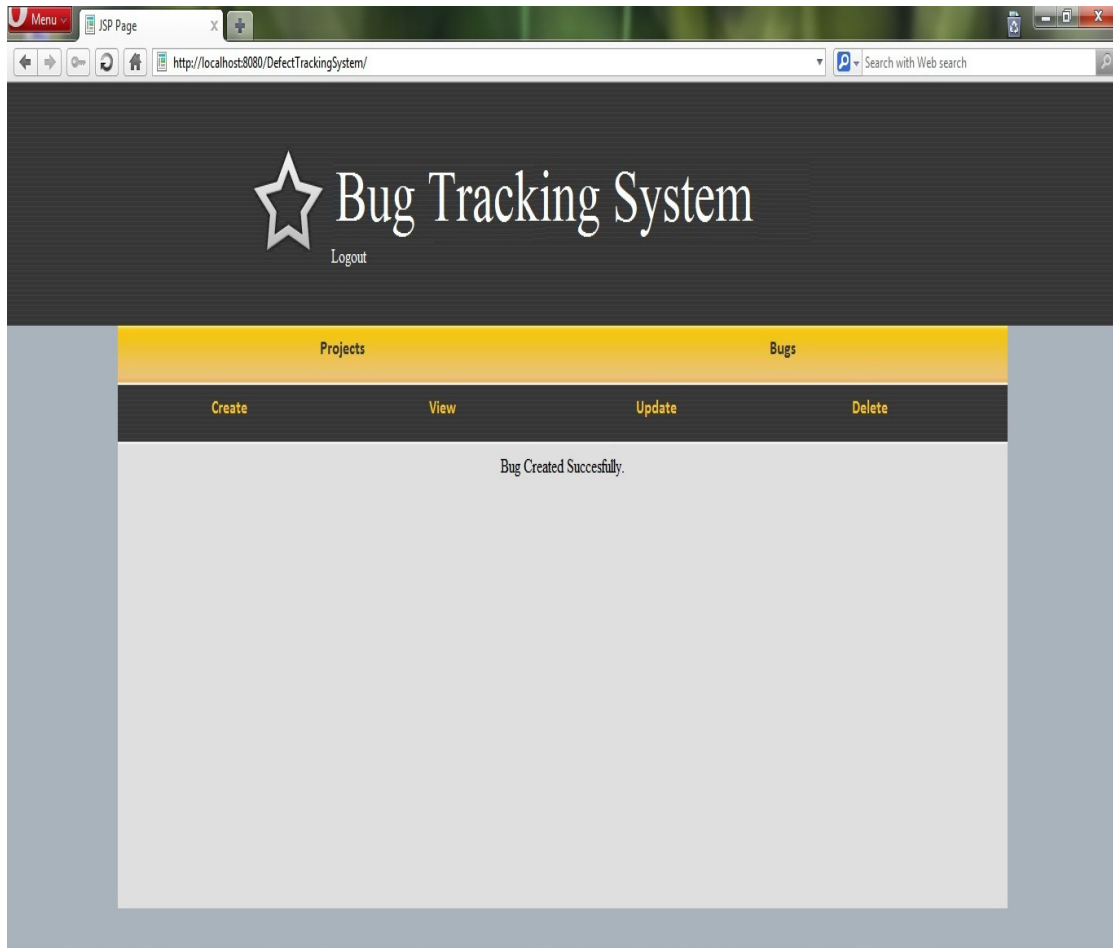 Menu
JSP Page
http://localhost:8080/DefectTrackingSystem/
Search with Web search
Bug Tracking System
Logout
Projects Bugs
Create View Update Delete
Bug Created Succesfully.